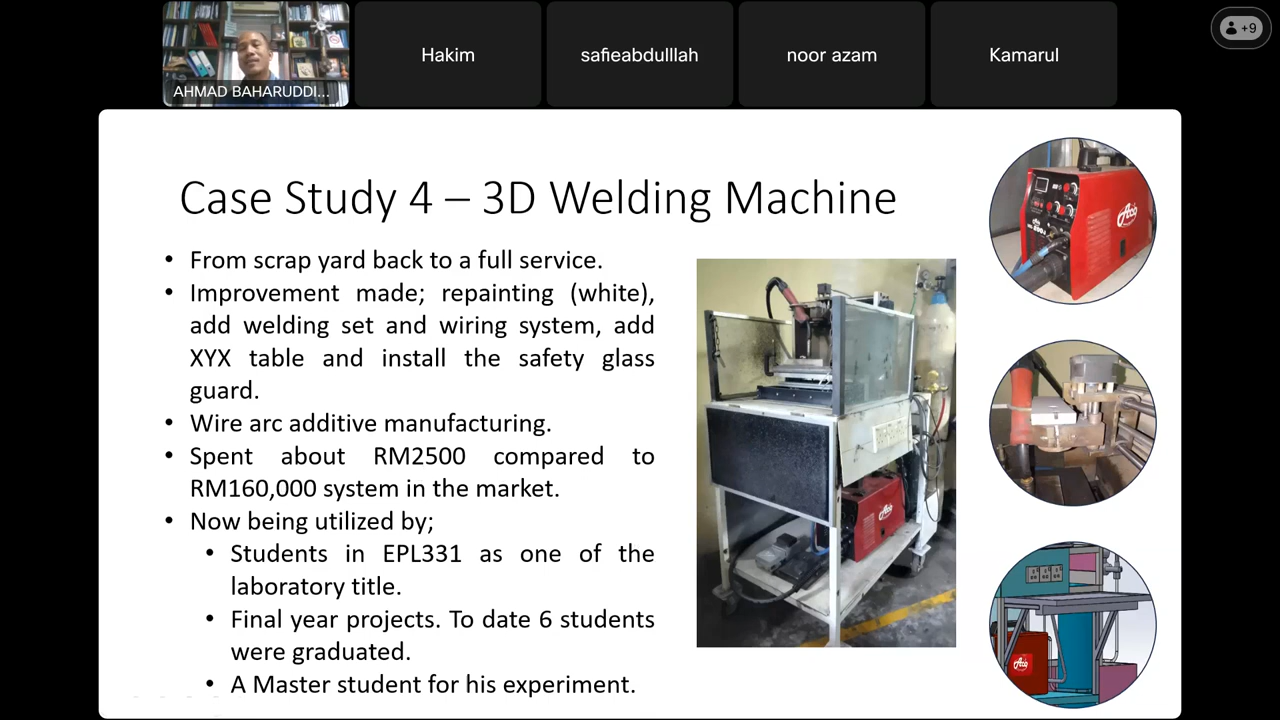 AHMAD BAHARUDDI...
Hakim
safieabdulllah
noor azam
Kamarul
+9
Case Study 4 – 3D Welding Machine
• From scrap yard back to a full service.
• Improvement made; repainting (white),
add welding set and wiring system, add
XYX table and install the safety glass
guard.
• Wire arc additive manufacturing.
• Spent about RM2500 compared to
RM160,000 system in the market.
• Now being utilized by;
• Students in EPL331 as one of the
laboratory title.
• Final year projects. To date 6 students
were graduated.
• A Master student for his experiment.